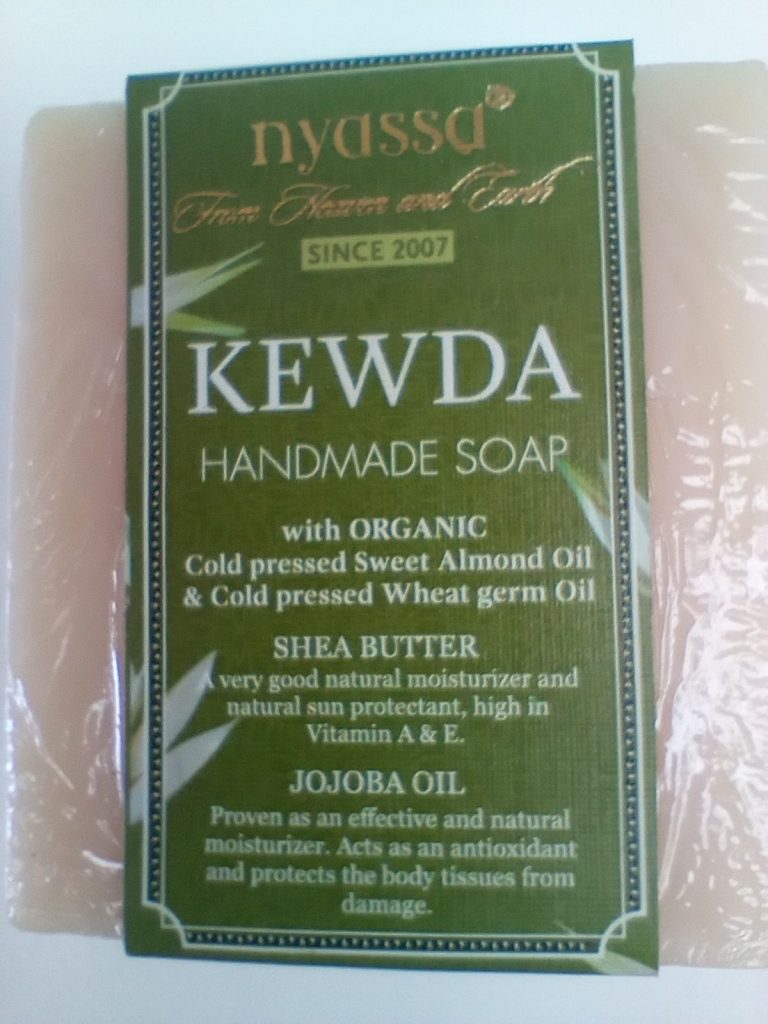 nyassa
From Heaven and Earth
SINCE 2007
KEWDA
HANDMADE SOAP
with ORGANIC
Cold pressed Sweet Almond Oil
& Cold pressed Wheat germ Oil
SHEA BUTTER
A very good natural moisturizer and
natural sun protectant, high in
Vitamin A & E.
JOJOBA OIL
Proven as an effective and natural
moisturizer. Acts as an antioxidant
and protects the body tissues from
damage.